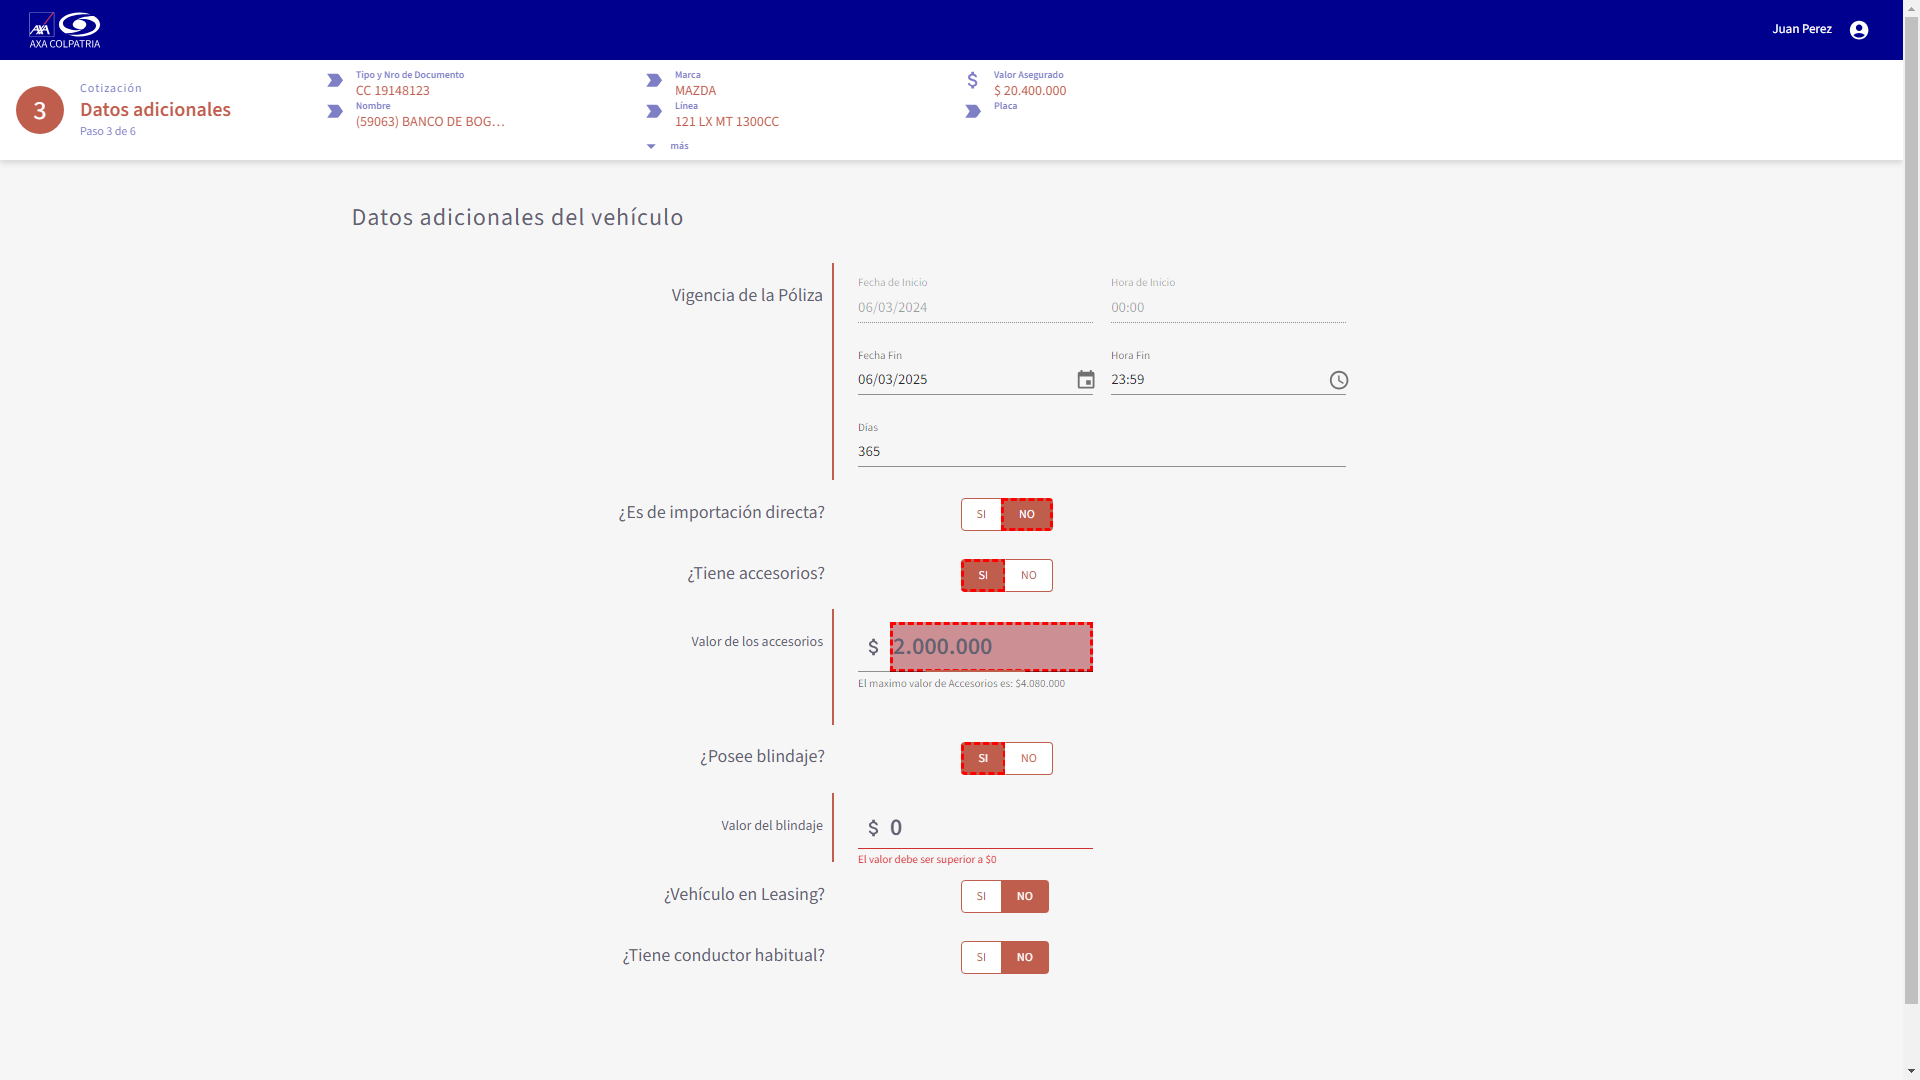 AXA
AXA COLPATRIA
Juan Perez
3
Cotización
Datos adicionales
Paso 3 de 6
Tipo y Nro de Documento
CC 19148123
Nombre
(59063) BANCO DE BOG...
Marca
MAZDA
Línea
121 LX MT 1300CC
más
Valor Asegurado
$ 20.400.000
Placa
Datos adicionales del vehículo
Vigencia de la Póliza
Fecha de Inicio
06/03/2024
Hora de Inicio
00:00
Fecha Fin
06/03/2025
Hora Fin
23:59
Días
365
¿Es de importación directa?
SI NO
¿Tiene accesorios?
SI NO
Valor de los accesorios
$ 2.000.000
El maximo valor de Accesorios es: $4.080.000
¿Posee blindaje?
SI NO
Valor del blindaje
$ 0
El valor debe ser superior a $0
¿Vehículo en Leasing?
SI NO
¿Tiene conductor habitual?
SI NO